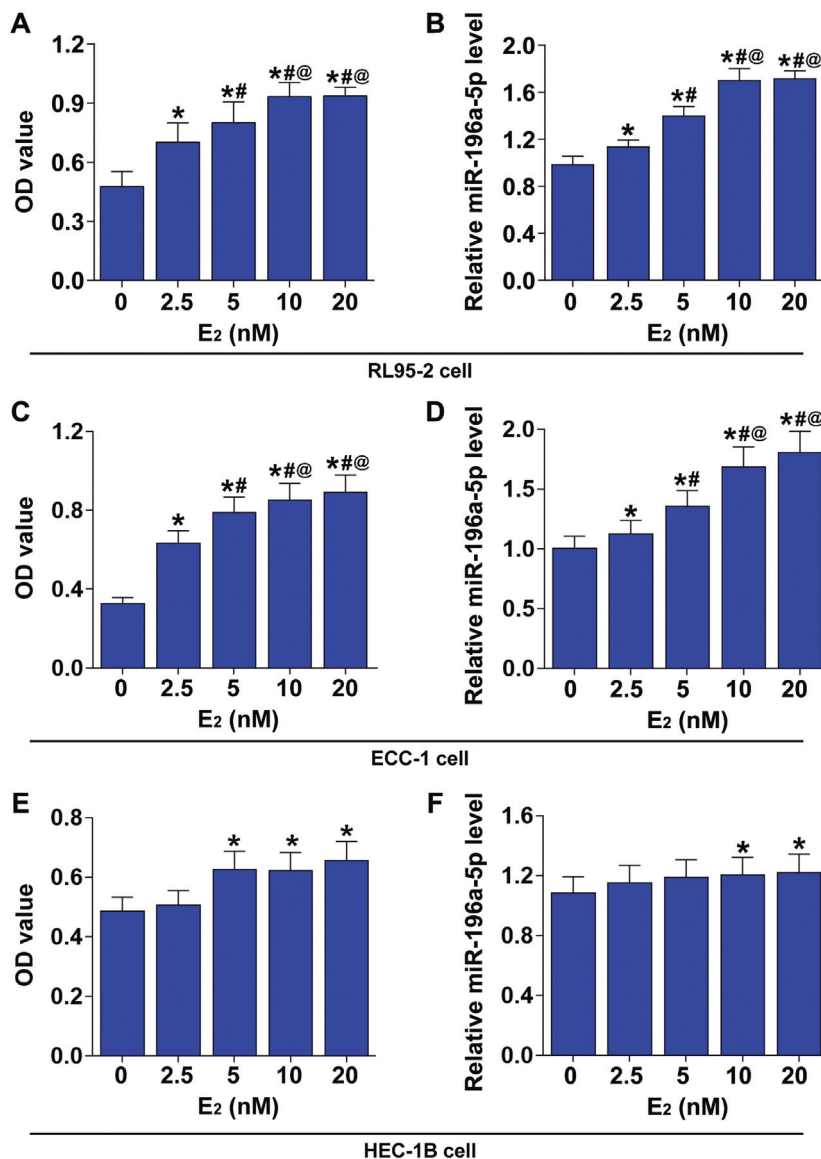 A
OD value
1.2
0.9
0.6
0.3
0.0
*
*#
*#@
*#@
0 2.5 5 10 20
E₂ (nM)
B
Relative miR-196a-5p level
2.0
1.6
1.2
0.8
0.4
0.0
*
*#
*#@
*#@
0 2.5 5 10 20
E₂ (nM)
RL95-2 cell
C
OD value
1.2
0.8
0.4
0.0
*
*#
*#@
*#@
0 2.5 5 10 20
E₂ (nM)
D
Relative miR-196a-5p level
2.0
1.5
1.0
0.5
0.0
*
*#
*#@
*#@
0 2.5 5 10 20
E₂ (nM)
ECC-1 cell
E
OD value
0.8
0.6
0.4
0.2
0.0
*
*
*
0 2.5 5 10 20
E₂ (nM)
F
Relative miR-196a-5p level
1.6
1.2
0.8
0.4
0.0
*
*
0 2.5 5 10 20
E₂ (nM)
HEC-1B cell